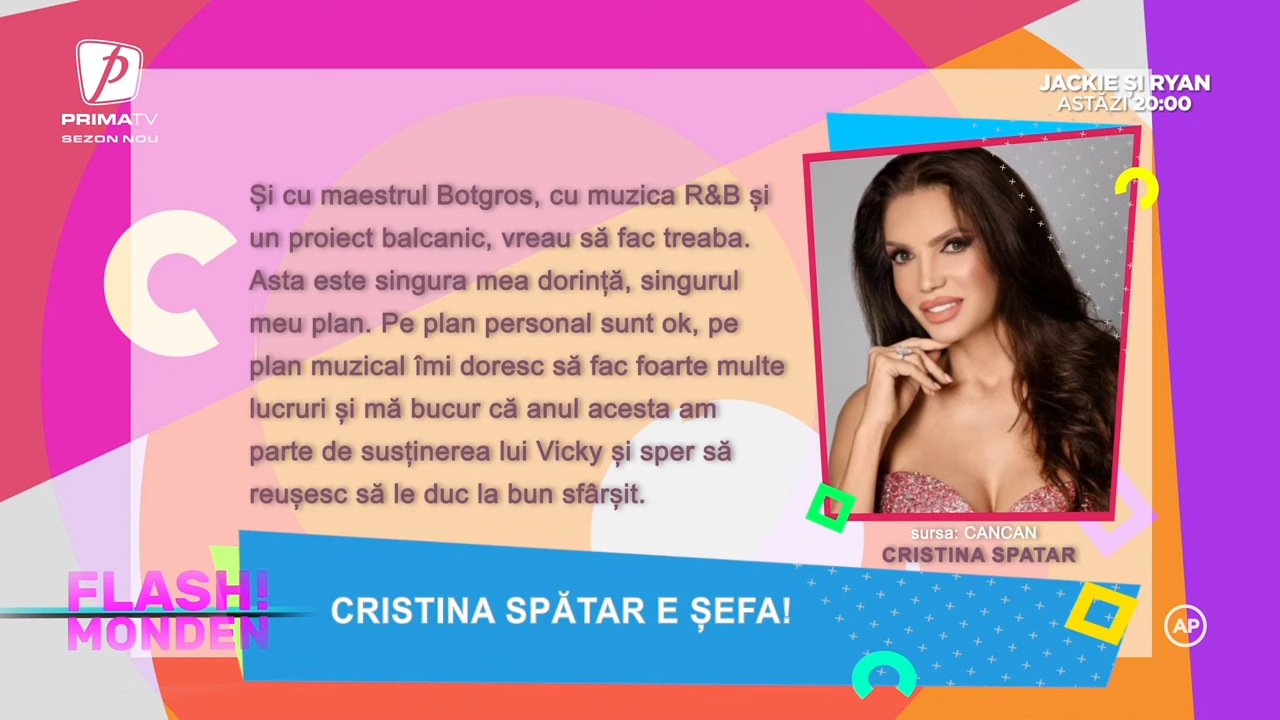 PRIMATV
SEZON NOU
JACKIE ȘI RYAN
ASTĂZI 20:00
Și cu maestrul Botgros, cu muzica R&B și
un proiect balcanic, vreau să fac treaba.
Asta este singura mea dorință, singurul
meu plan. Pe plan personal sunt ok, pe
plan muzical îmi doresc să fac foarte multe
lucruri și mă bucur că anul acesta am
parte de susținerea lui Vicky și sper să
reușesc să le duc la bun sfârșit.
sursa: CANCAN
CRISTINA SPATAR
FLASH!
MONDEN
CRISTINA SPĂTAR E ȘEFA!
AP